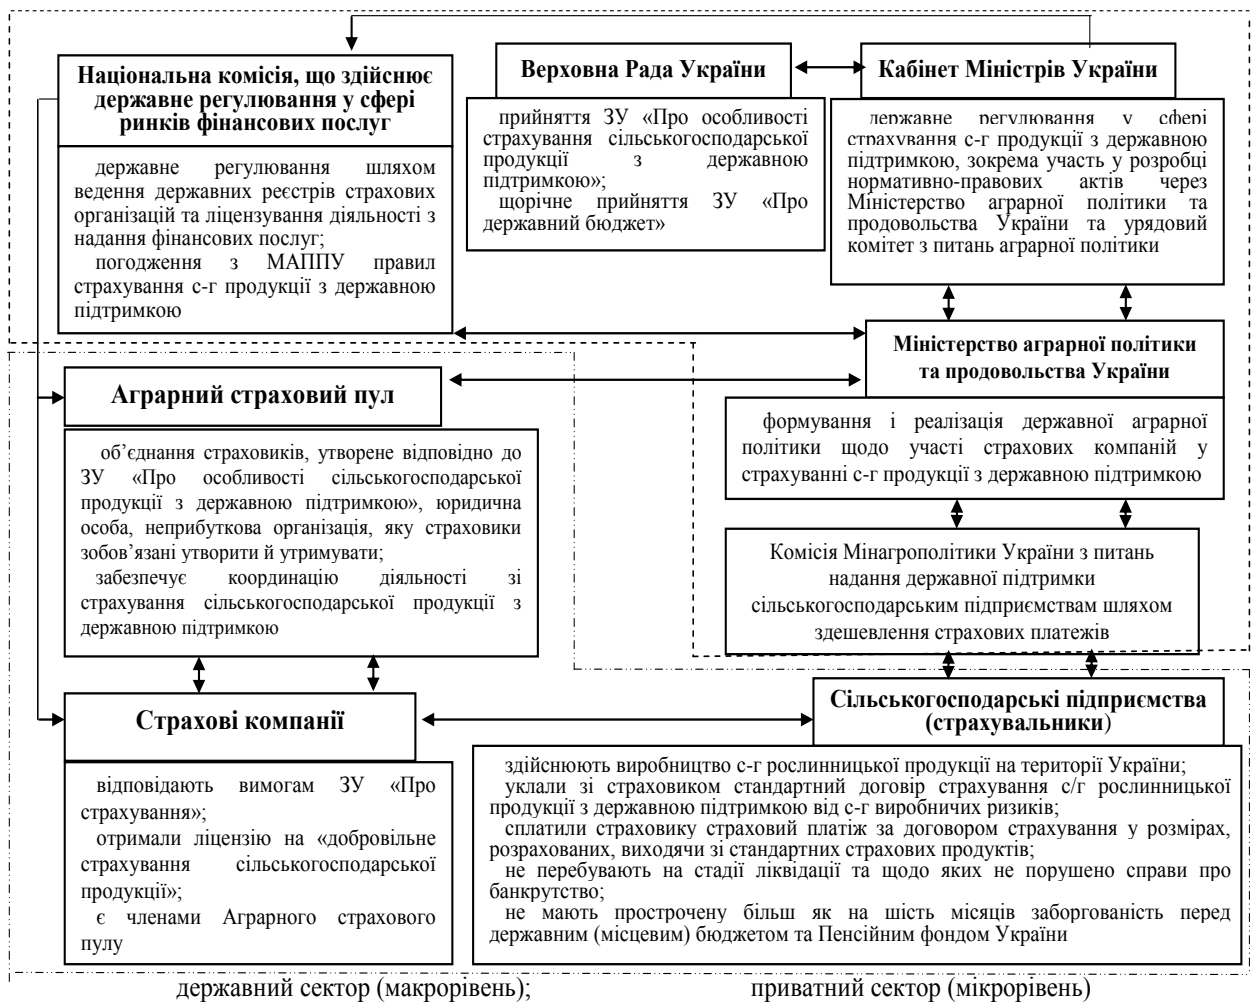 Національна комісія, що здійснює
державне регулювання у сфері
ринків фінансових послуг
державне регулювання шляхом
ведення державних реєстрів страхових
організацій та ліцензування діяльності з
надання фінансових послуг;
погодження з МАППУ правил
страхування с-г продукції з державною
підтримкою
Верховна Рада України
прийняття ЗУ «Про особливості
страхування сільськогосподарської
продукції з державною
підтримкою»;
щорічне прийняття ЗУ «Про
державний бюджет»
Кабінет Міністрів України
державне регулювання у сфері
страхування с-г продукції з державною
підтримкою, зокрема участь у розробці
нормативно-правових актів через
Міністерство аграрної політики та
продовольства України та урядовий
комітет з питань аграрної політики
Міністерство аграрної політики
та продовольства України
формування і реалізація державної аграрної
політики щодо участі страхових компаній у
страхуванні с-г продукції з державною підтримкою
Аграрний страховий пул
об’єднання страховиків, утворене відповідно до
ЗУ «Про особливості сільськогосподарської
продукції з державною підтримкою», юридична
особа, неприбуткова організація, яку страховики
зобов’язані утворити й утримувати;
забезпечує координацію діяльності зі
страхування сільськогосподарської продукції з
державною підтримкою
Комісія Мінагрополітики України з питань
надання державної підтримки
сільськогосподарським підприємствам шляхом
здешевлення страхових платежів
Страхові компанії
відповідають вимогам ЗУ «Про
страхування»;
отримали ліцензію на «добровільне
страхування сільськогосподарської
продукції»;
є членами Аграрного страхового
пулу
Сільськогосподарські підприємства
(страхувальники)
здійснюють виробництво с-г рослинницької продукції на території України;
уклали зі страховиком стандартний договір страхування с/г рослинницької
продукції з державною підтримкою від с-г виробничих ризиків;
сплатили страховику страховий платіж за договором страхування у розмірах,
розрахованих, виходячи зі стандартних страхових продуктів;
не перебувають на стадії ліквідації та щодо яких не порушено справи про
банкрутство;
не мають прострочену більш як на шість місяців заборгованість перед
державним (місцевим) бюджетом та Пенсійним фондом України
державний сектор (макрорівень);
приватний сектор (мікрорівень)